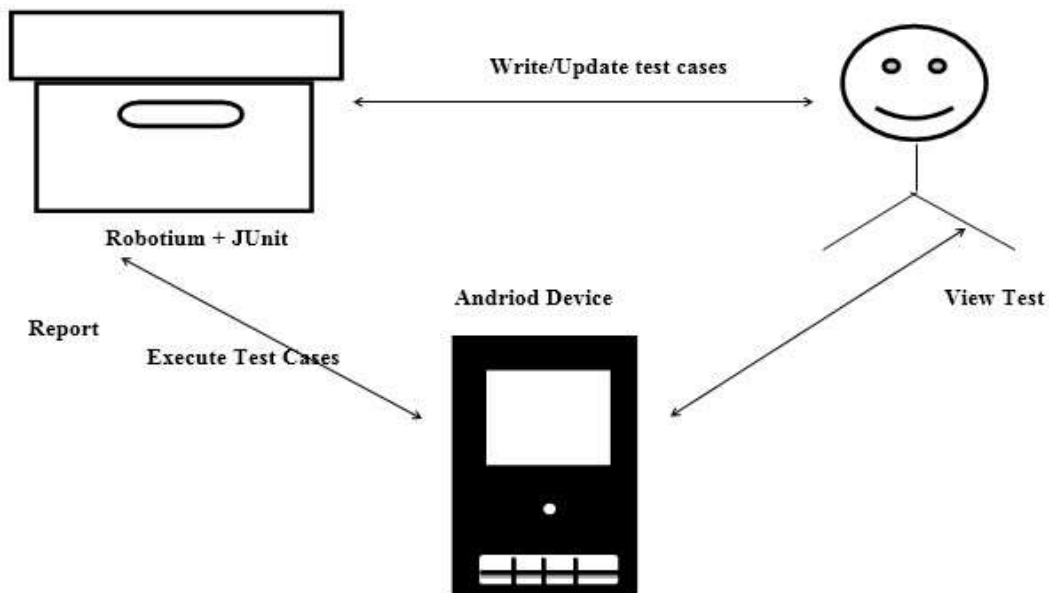 Write/Update test cases
Robotium + JUnit
Andriod Device
View Test
Report
Execute Test Cases